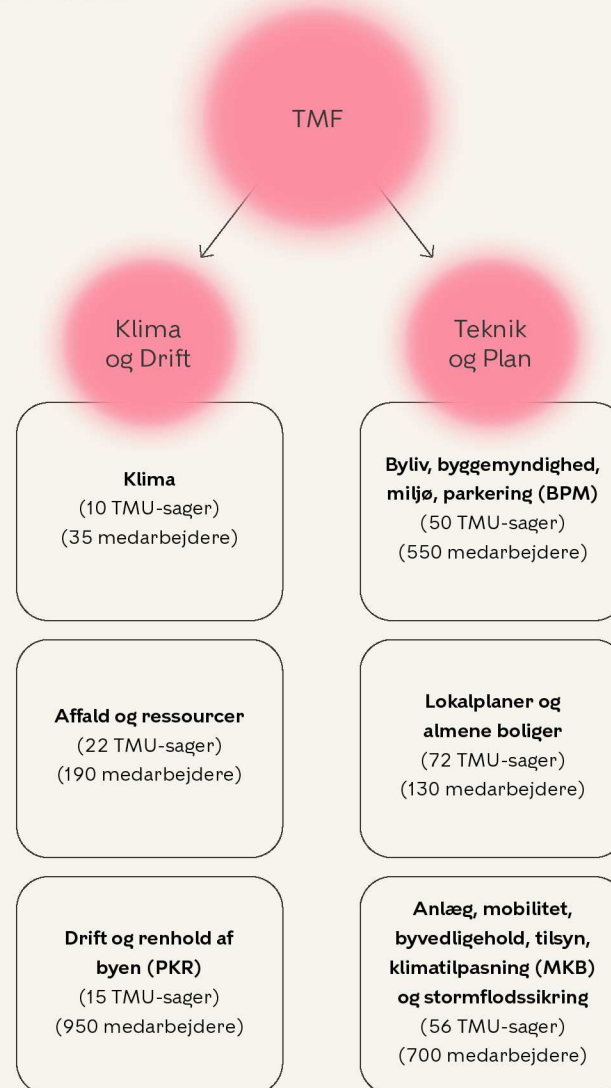 TMF
Klima
og Drift
Klima
(10 TMU-sager)
(35 medarbejdere)
Affald og ressourcer
(22 TMU-sager)
(190 medarbejdere)
Drift og renhold af
byen (PKR)
(15 TMU-sager)
(950 medarbejdere)
Teknik
og Plan
Byliv, byggemyndighed,
miljø, parkering (BPM)
(50 TMU-sager)
(550 medarbejdere)
Lokalplaner og
almene boliger
(72 TMU-sager)
(130 medarbejdere)
Anlæg, mobilitet,
byvedligehold, tilsyn,
klimatilpasning (MKB)
og stormflodssikring
(56 TMU-sager)
(700 medarbejdere)